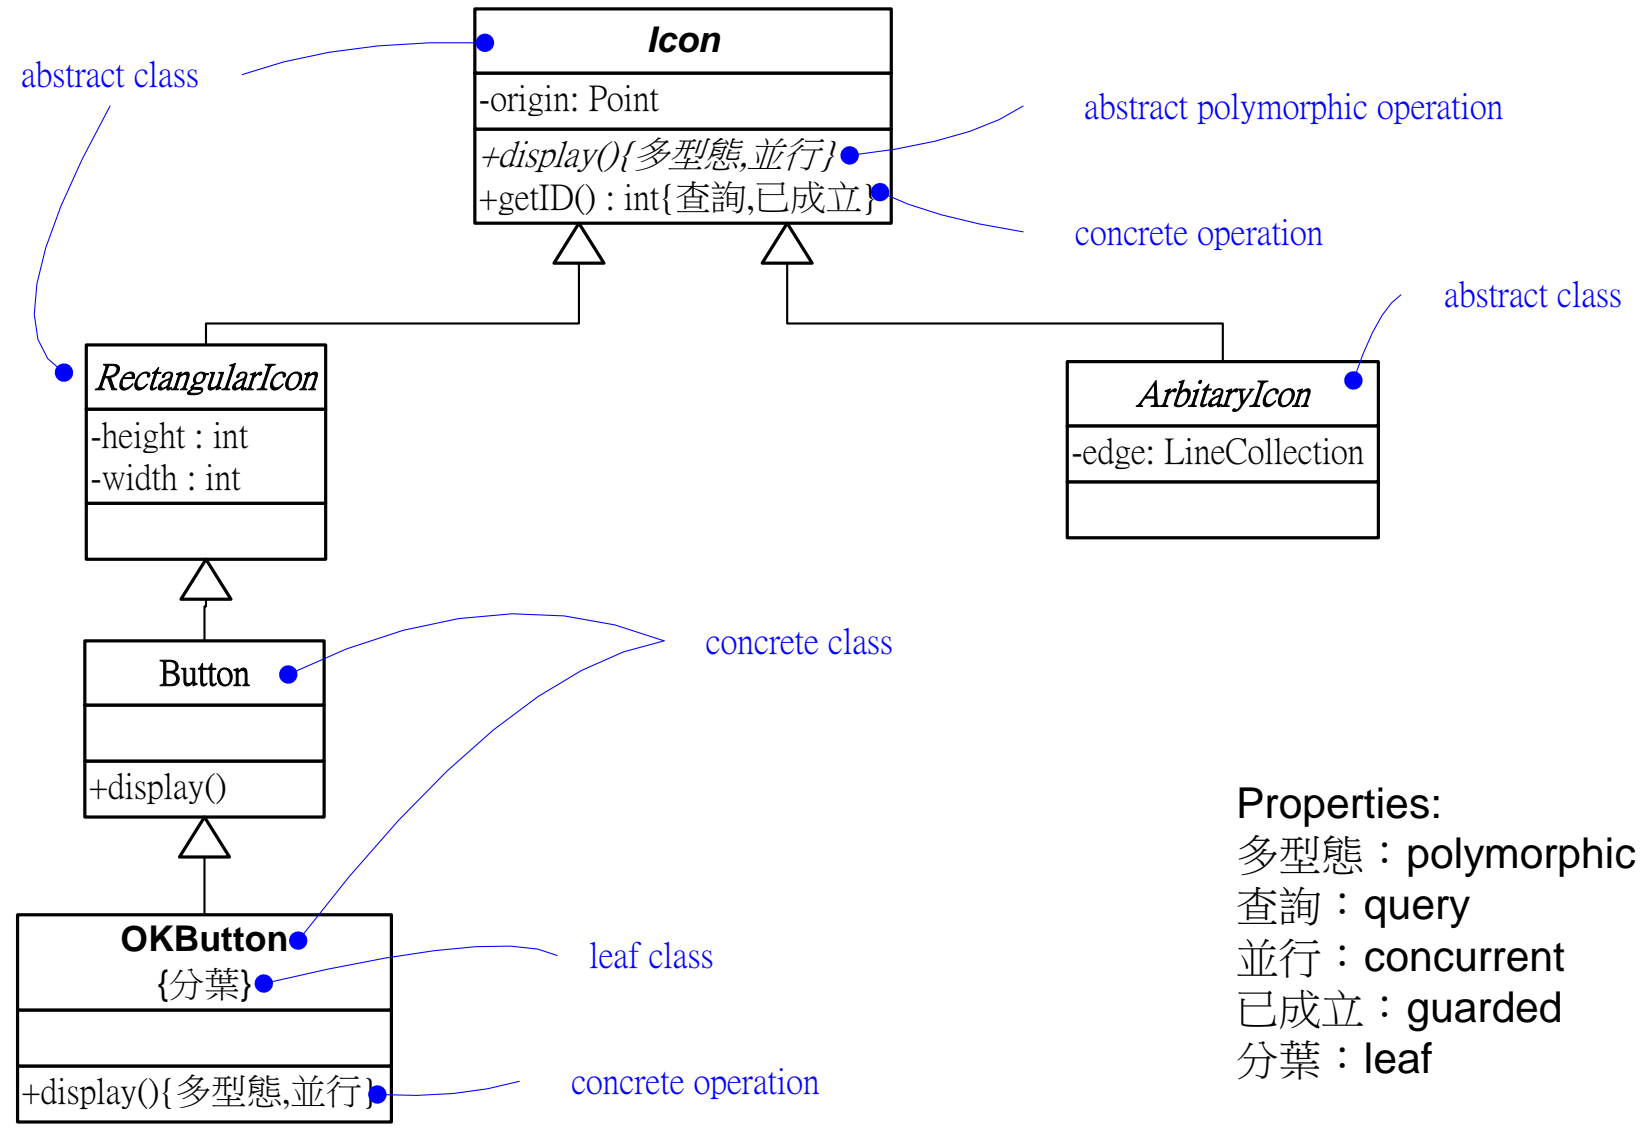 Icon
abstract class
-origin: Point
abstract polymorphic operation
+display(){多型態,並行}
+getID() : int{查詢,已成立}
concrete operation
abstract class
RectangularIcon
-height : int
-width : int
ArbitaryIcon
-edge: LineCollection
concrete class
Button
+display()
OKButton
{分葉}
leaf class
+display(){多型態,並行}
concrete operation
Properties:
多型態：polymorphic
查詢：query
並行：concurrent
已成立：guarded
分葉：leaf